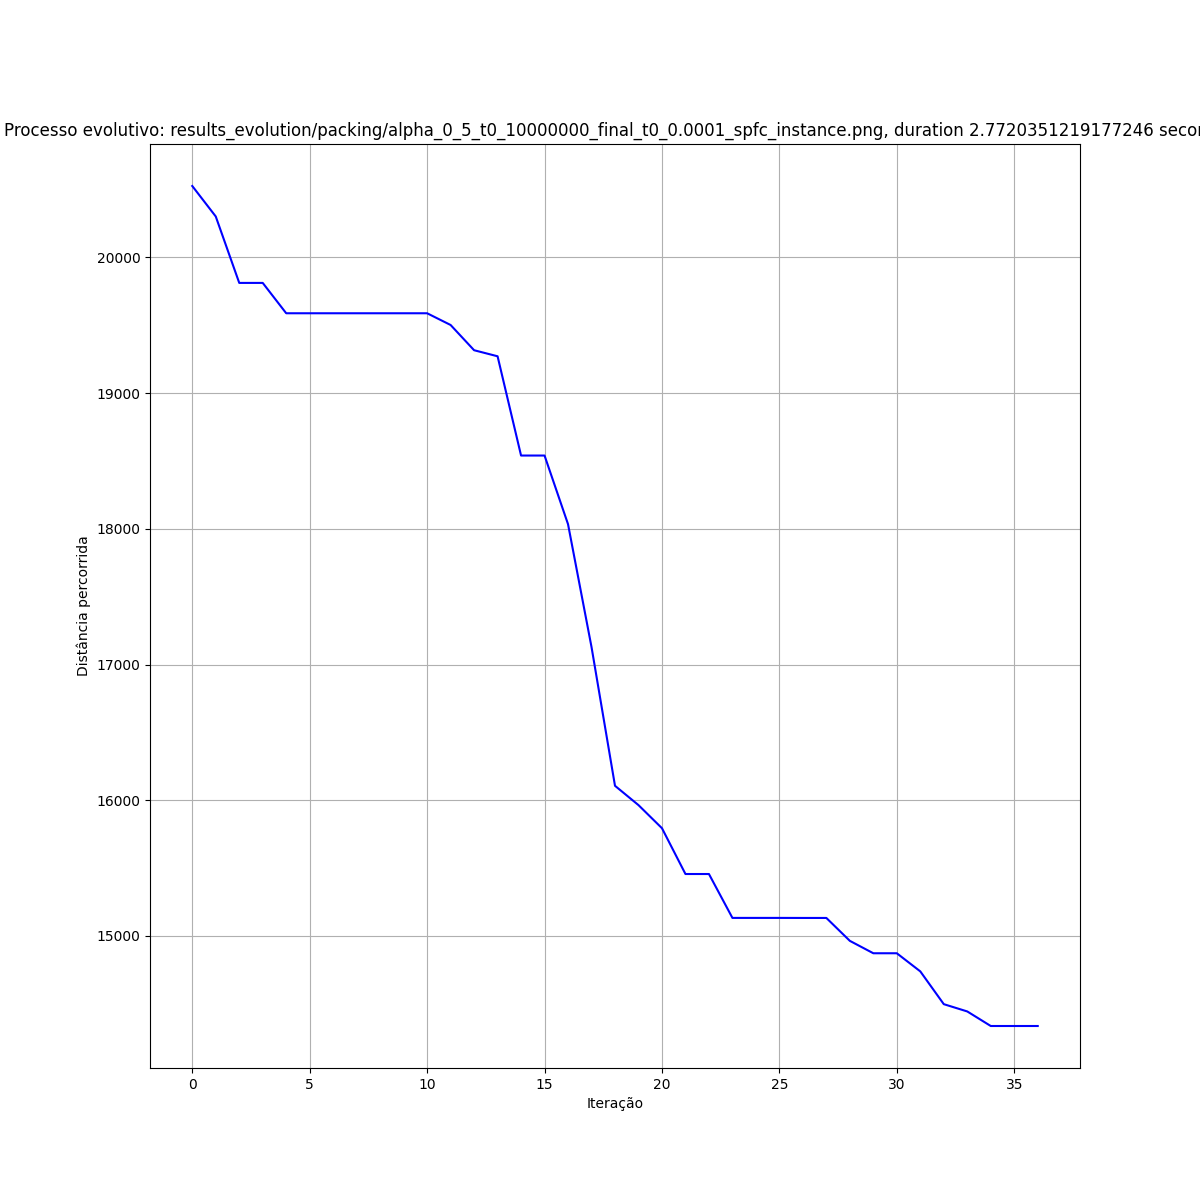 Processo evolutivo: results_evolution/packing/alpha_0_5_t0_10000000_final_t0_0.0001_spfc_instance.png, duration 2.7720351219177246 secon
20000
19000
18000
17000
16000
15000
Distância percorrida
0 5 10 15 20 25 30 35
Iteração